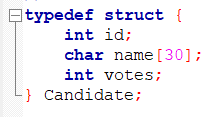 typedef struct {
    int id;
    char name[30];
    int votes;
} Candidate;